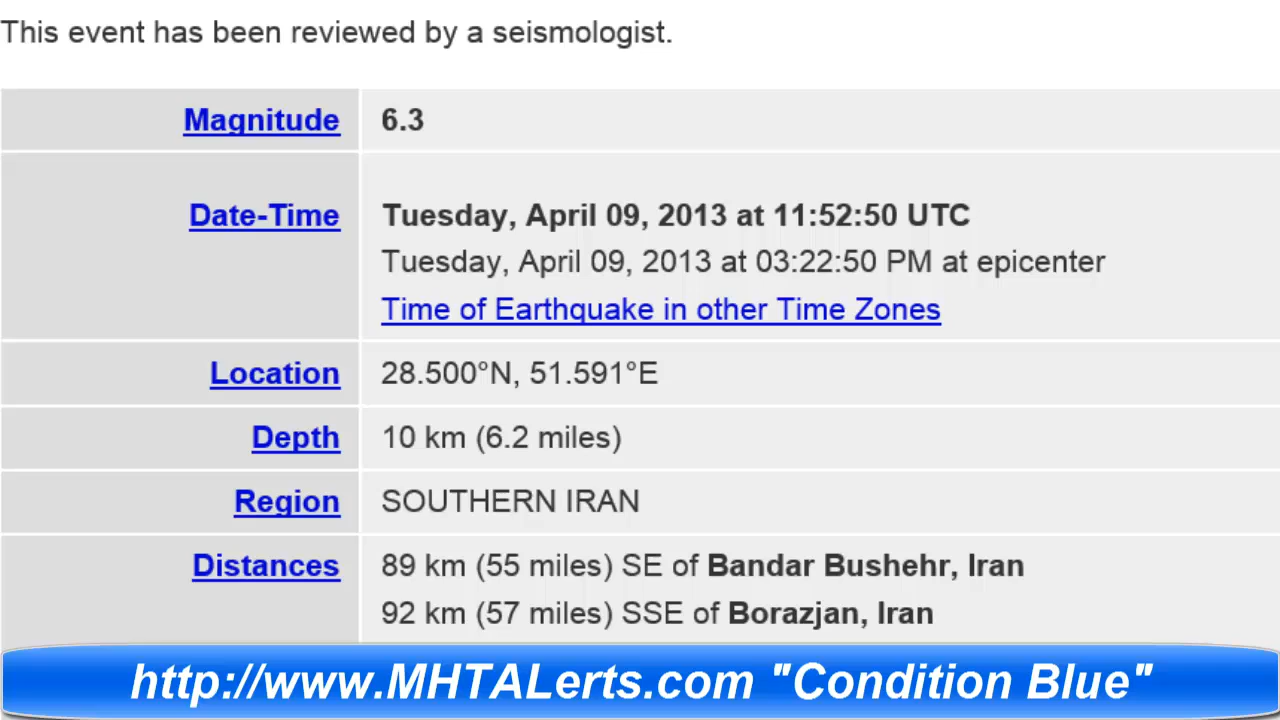 This event has been reviewed by a seismologist.
Magnitude 6.3
Date-Time Tuesday, April 09, 2013 at 11:52:50 UTC
Tuesday, April 09, 2013 at 03:22:50 PM at epicenter
Time of Earthquake in other Time Zones
Location 28.500°N, 51.591°E
Depth 10 km (6.2 miles)
Region SOUTHERN IRAN
Distances 89 km (55 miles) SE of Bandar Bushehr, Iran
92 km (57 miles) SSE of Borazjan, Iran
http://www.MHTALerts.com "Condition Blue"